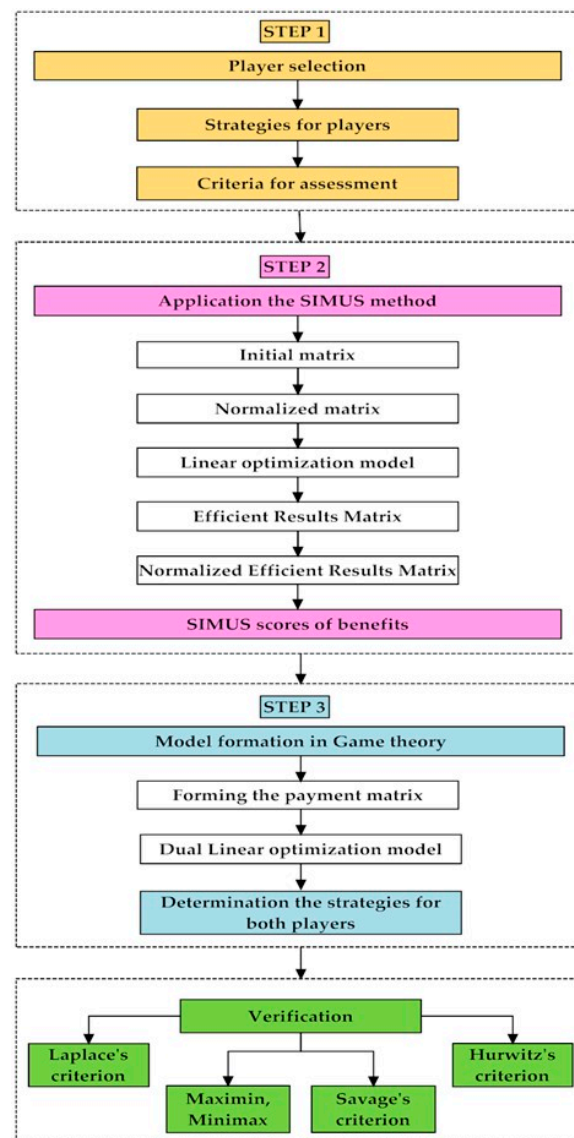 STEP 1
Player selection
Strategies for players
Criteria for assessment
STEP 2
Application the SIMUS method
Initial matrix
Normalized matrix
Linear optimization model
Efficient Results Matrix
Normalized Efficient Results Matrix
SIMUS scores of benefits
STEP 3
Model formation in Game theory
Forming the payment matrix
Dual Linear optimization model
Determination the strategies for
both players
Verification
Laplace's
criterion
Maximin,
Minimax
Savage's
criterion
Hurwitz's
criterion